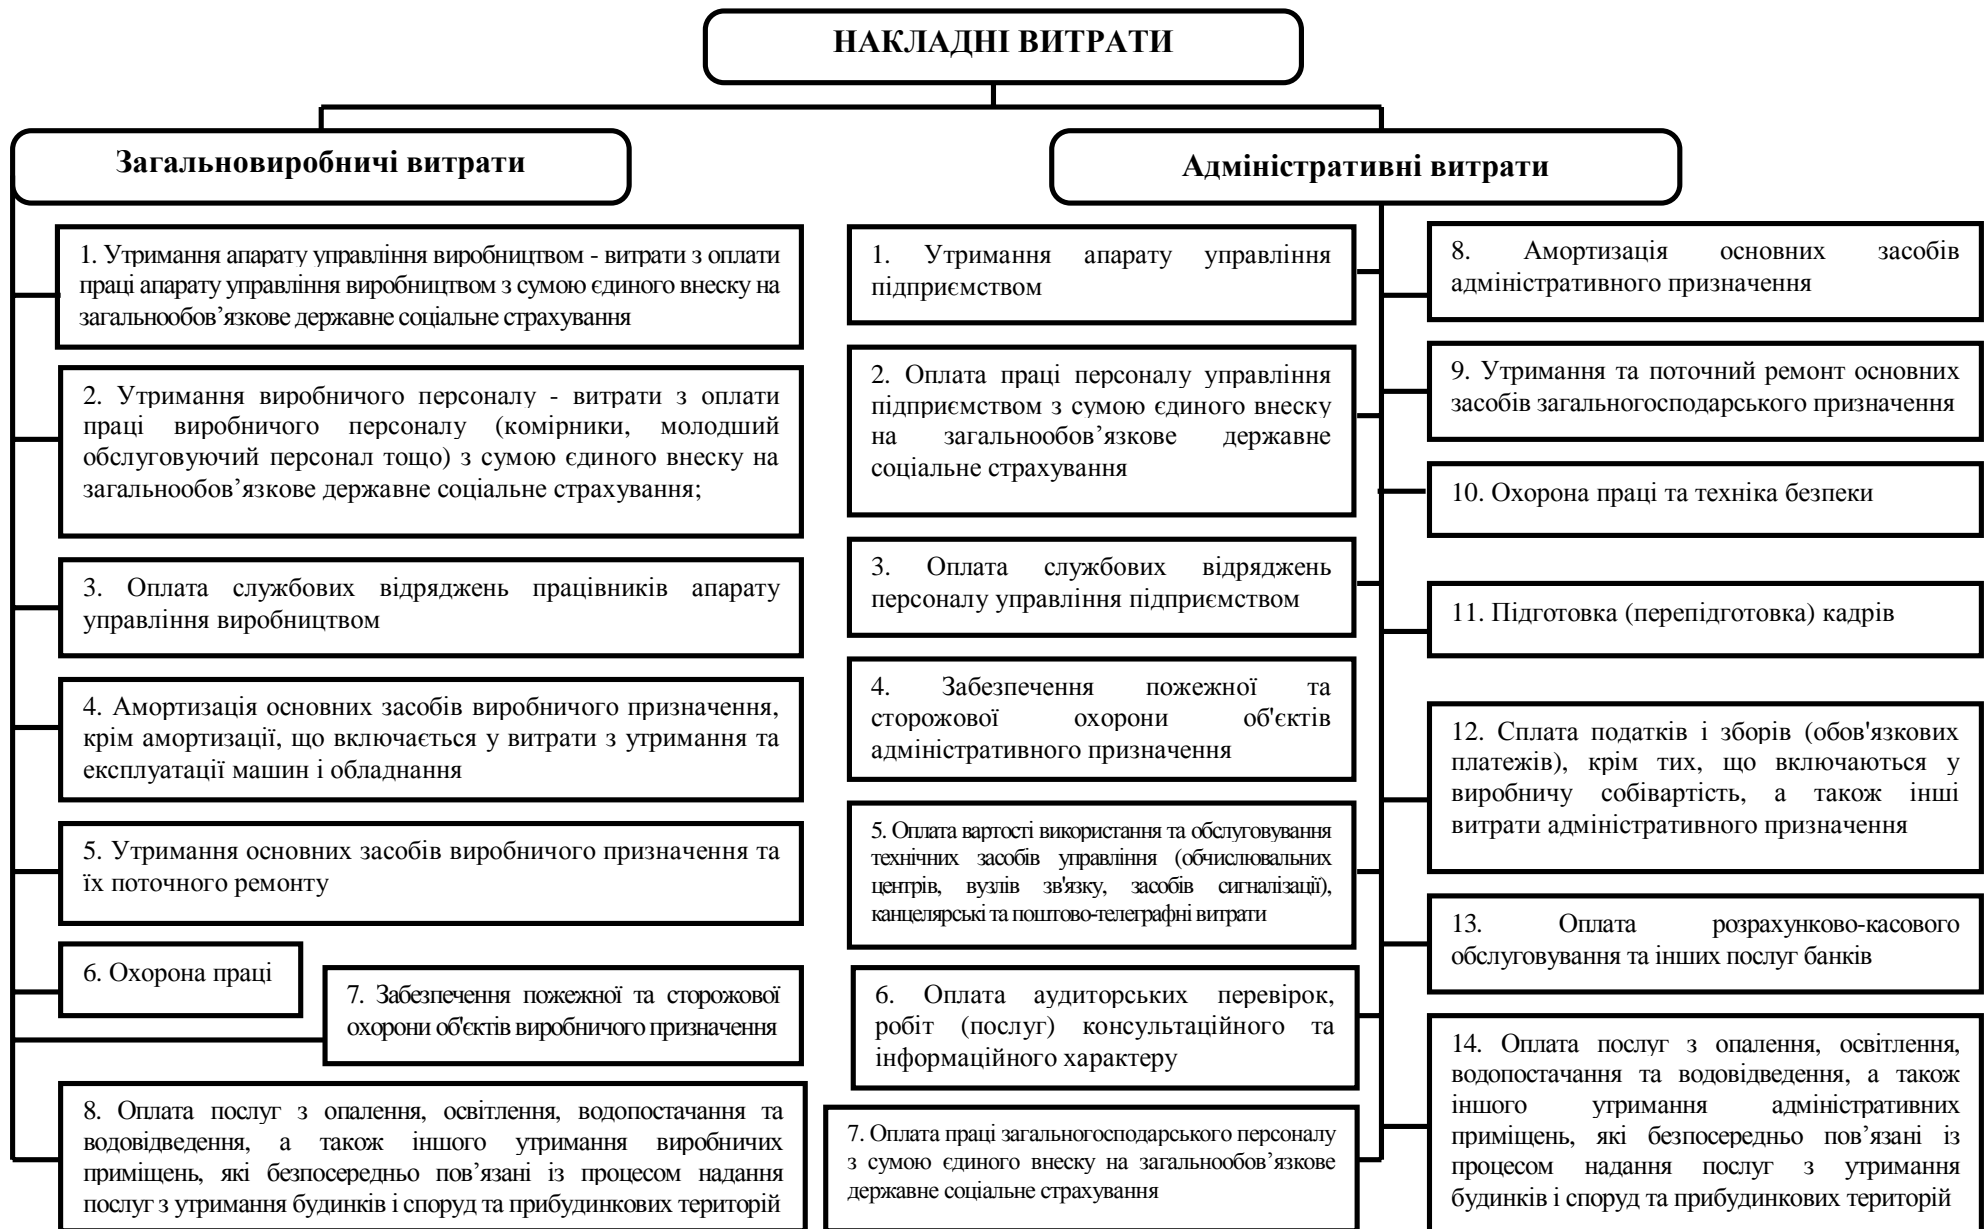 НАКЛАДНІ ВИТРАТИ
Загальновиробничі витрати
1. Утримання апарату управління виробництвом - витрати з оплати
праці апарату управління виробництвом з сумою єдиного внеску на
загальнообов’язкове державне соціальне страхування
2. Утримання виробничого персоналу - витрати з оплати
праці виробничого персоналу (комірники, молодший
обслуговуючий персонал тощо) з сумою єдиного внеску на
загальнообов’язкове державне соціальне страхування;
3. Оплата службових відряджень працівників апарату
управління виробництвом
4. Амортизація основних засобів виробничого призначення,
крім амортизації, що включається у витрати з утримання та
експлуатації машин і обладнання
5. Утримання основних засобів виробничого призначення та
їх поточного ремонту
6. Охорона праці
7. Забезпечення пожежної та сторожової
охорони об'єктів виробничого призначення
8. Оплата послуг з опалення, освітлення, водопостачання та
водовідведення, а також іншого утримання виробничих
приміщень, які безпосередньо пов’язані із процесом надання
послуг з утримання будинків і споруд та прибудинкових територій
Адміністративні витрати
1. Утримання апарату управління
підприємством
2. Оплата праці персоналу управління
підприємством з сумою єдиного внеску
на загальнообов’язкове державне
соціальне страхування
3. Оплата службових відряджень
персоналу управління підприємством
4. Забезпечення пожежної та
сторожової охорони об'єктів
адміністративного призначення
5. Оплата вартості використання та обслуговування
технічних засобів управління (обчислювальних
центрів, вузлів зв'язку, засобів сигналізації),
канцелярські та поштово-телеграфні витрати
6. Оплата аудиторських перевірок,
робіт (послуг) консультаційного та
інформаційного характеру
7. Оплата праці загальногосподарського персоналу
з сумою єдиного внеску на загальнообов’язкове
державне соціальне страхування
8. Амортизація основних засобів
адміністративного призначення
9. Утримання та поточний ремонт основних
засобів загальногосподарського призначення
10. Охорона праці та техніка безпеки
11. Підготовка (перепідготовка) кадрів
12. Сплата податків і зборів (обов'язкових
платежів), крім тих, що включаються у
виробничу собівартість, а також інші
витрати адміністративного призначення
13. Оплата розрахунково-касового
обслуговування та інших послуг банків
14. Оплата послуг з опалення, освітлення,
водопостачання та водовідведення, а також
іншого утримання адміністративних
приміщень, які безпосередньо пов’язані із
процесом надання послуг з утримання
будинків і споруд та прибудинкових територій